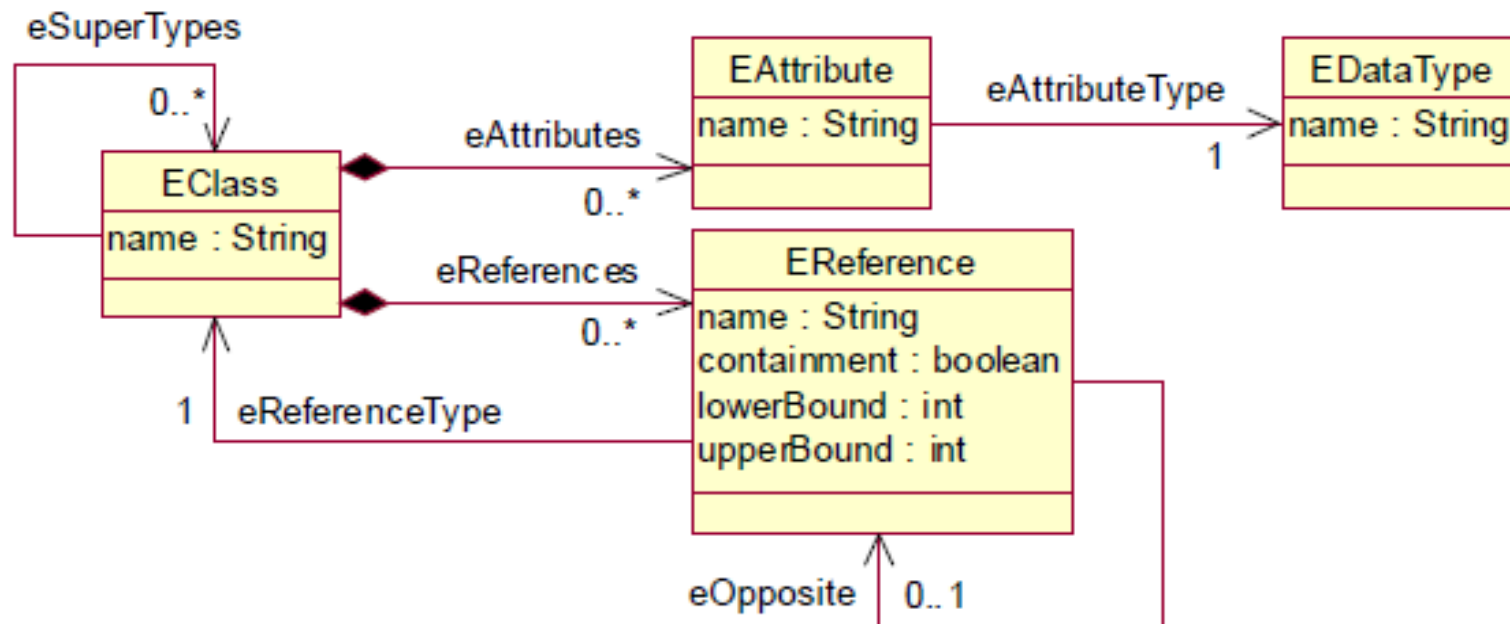 eSuperTypes
0..*
EClass
name : String
eAttributes
0..*
EAttribute
name : String
eAttributeType
1
EDataType
name : String
eReferences
0..*
EReference
name : String
containment : boolean
lowerBound : int
upperBound : int
1
eReferenceType
eOpposite
0..1